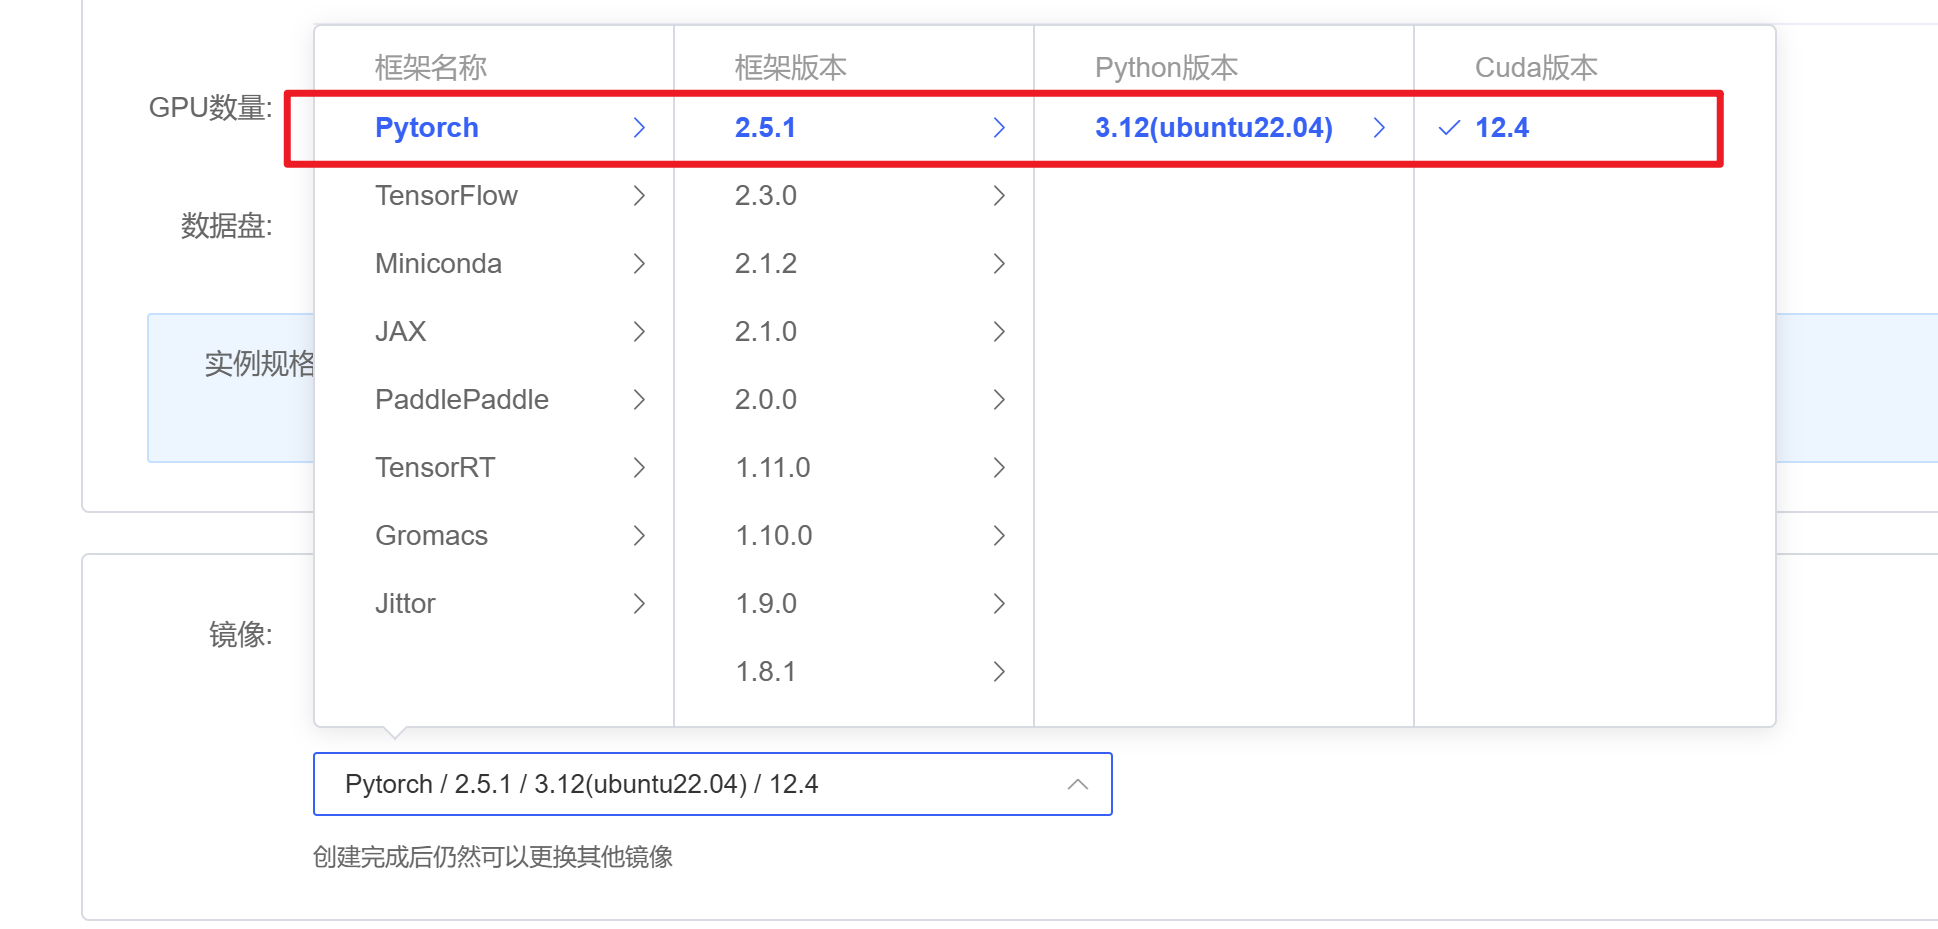 框架名称 框架版本 Python版本 Cuda版本
GPU数量:
Pytorch 2.5.1 3.12(ubuntu22.04) 12.4
TensorFlow 2.3.0
数据盘:
Miniconda 2.1.2
JAX 2.1.0
实例规格
PaddlePaddle 2.0.0
TensorRT 1.11.0
Gromacs 1.10.0
Jittor 1.9.0
镜像:
1.8.1
Pytorch / 2.5.1 / 3.12(ubuntu22.04) / 12.4
创建完成后仍然可以更换其他镜像